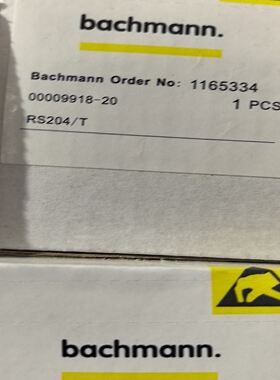 bachmann.
Bachmann Order No: 1165334
00009918-20 1 PCS
RS204/T
bachmann.